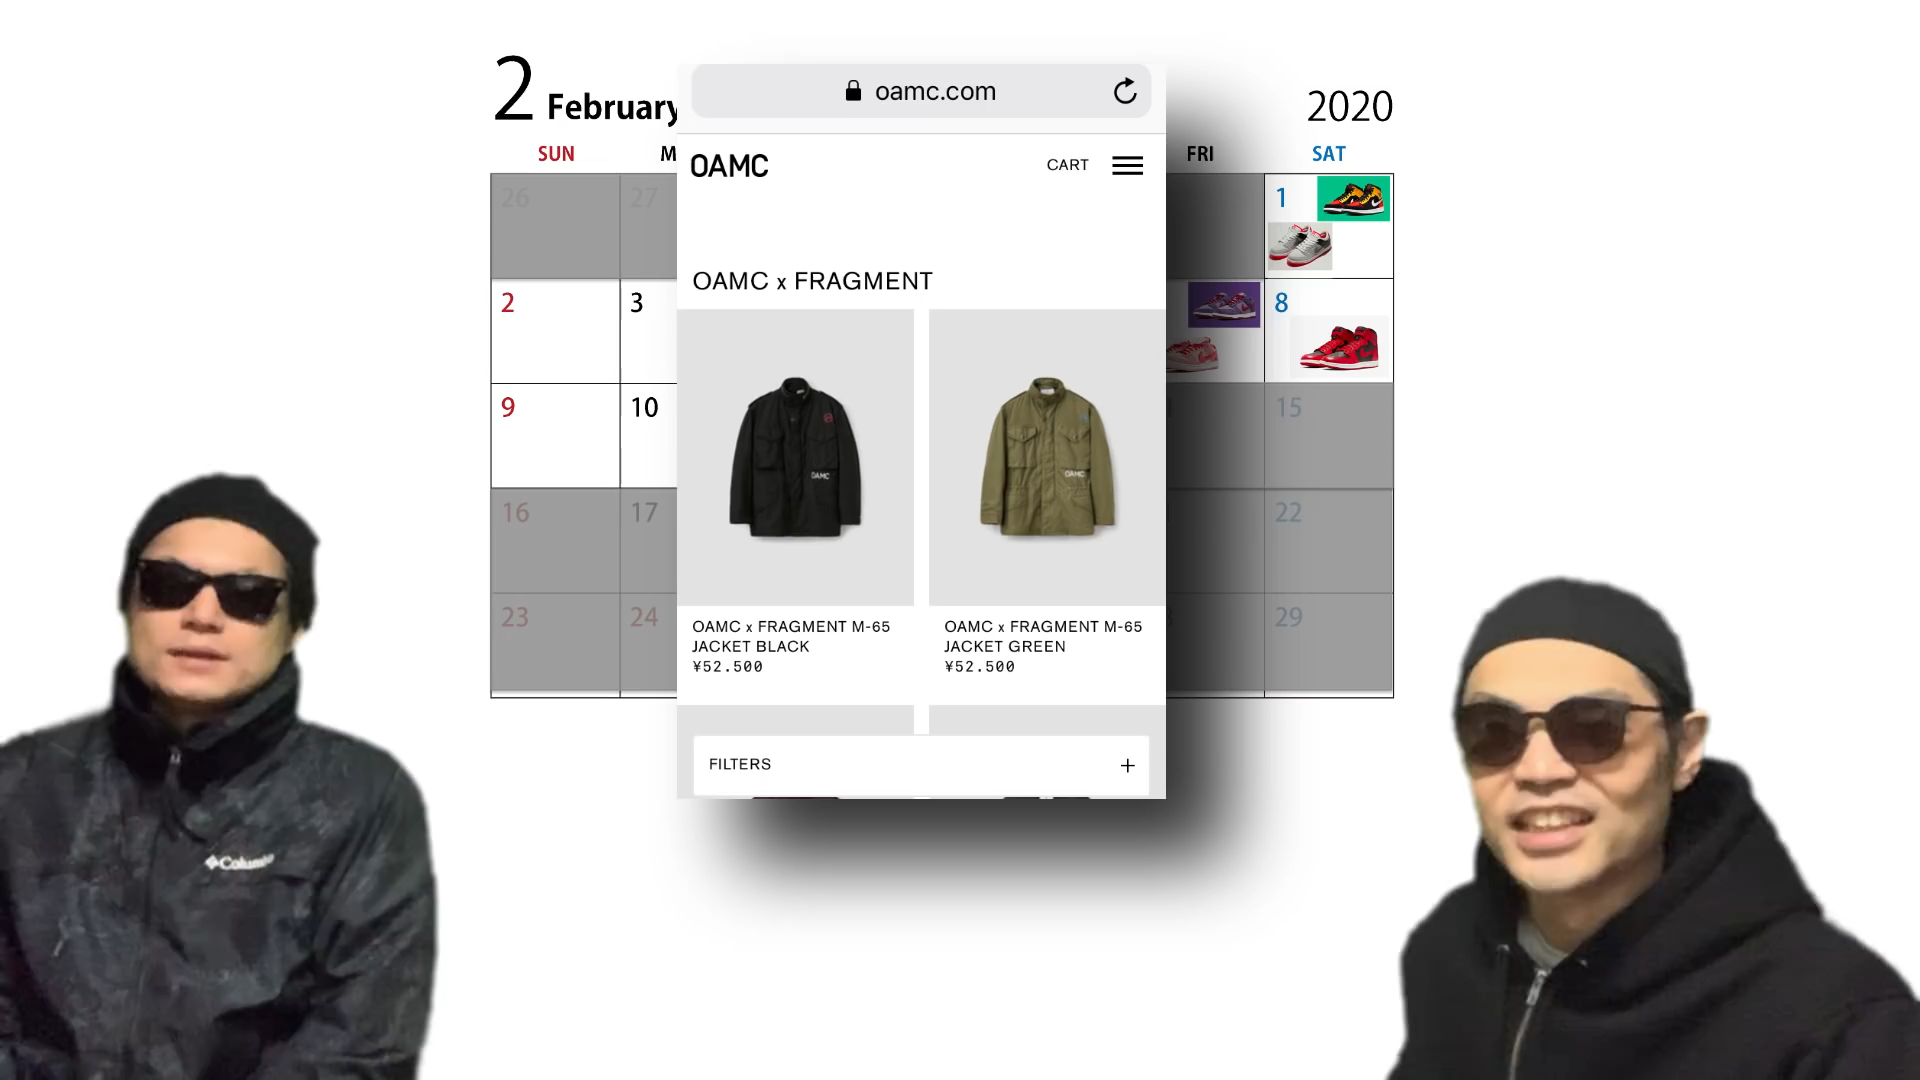 2 February
2020
SUN
M
FRI
SAT
26
27
1
2
3
8
9
10
15
16
17
22
23
24
29
oamc.com
OAMC
CART
OAMC x FRAGMENT
OAMC
OAMC
OAMC x FRAGMENT M-65
JACKET BLACK
¥52.500
OAMC x FRAGMENT M-65
JACKET GREEN
¥52.500
FILTERS +
Columbia